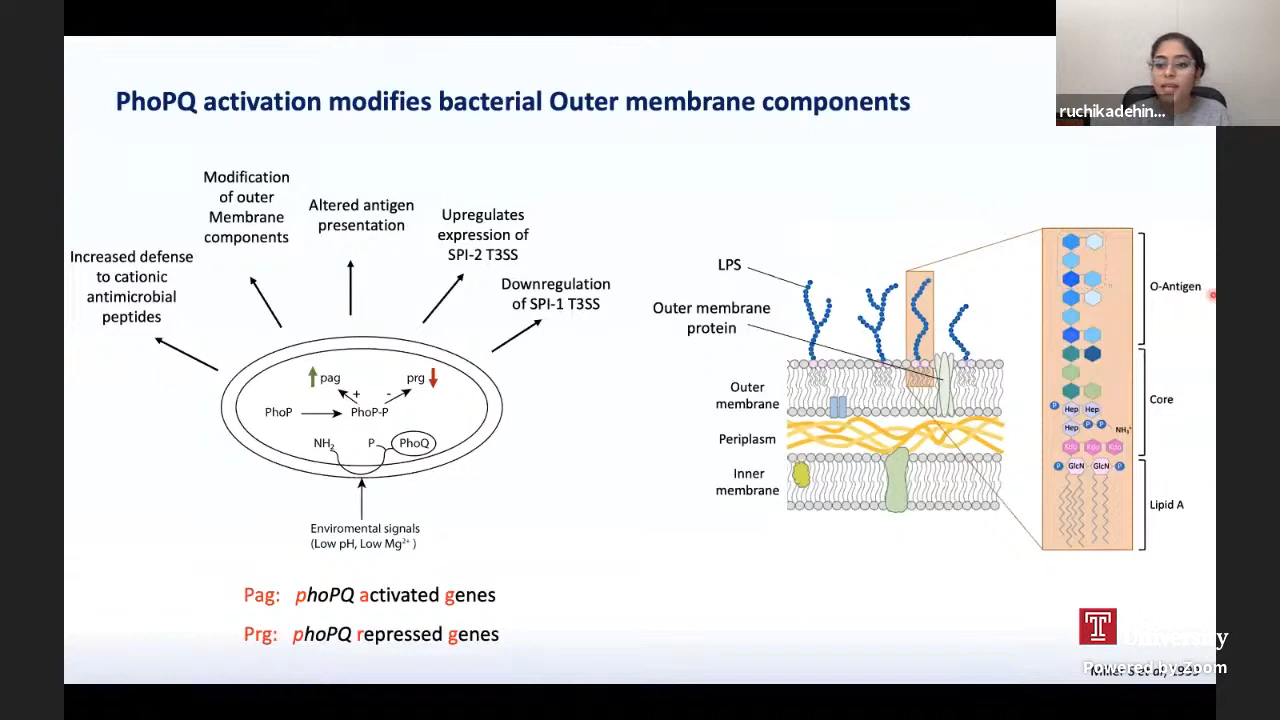 PhoPQ activation modifies bacterial Outer membrane components
ruchikadehin...
Modification
of outer
Membrane
components
Altered antigen
presentation
Upregulates
expression of
SPI-2 T3SS
Increased defense
to cationic
antimicrobial
peptides
Downregulation
of SPI-1 T3SS
pag
prg
+
-
PhoP
PhoP-P
NH2
P
PhoQ
Enviromental signals
(Low pH, Low Mg2+ )
Pag: phoPQ activated genes
Prg: phoPQ repressed genes
LPS
Outer membrane
protein
Outer
membrane
Periplasm
Inner
membrane
O-Antigen
Core
Lipid A
P
Hep
Hep
Hep
P
P
NH3+
Kdo
Kdo
Kdo
P
GlcN
GlcN
P
T
University
Powered by Zoom
Miller S et al,